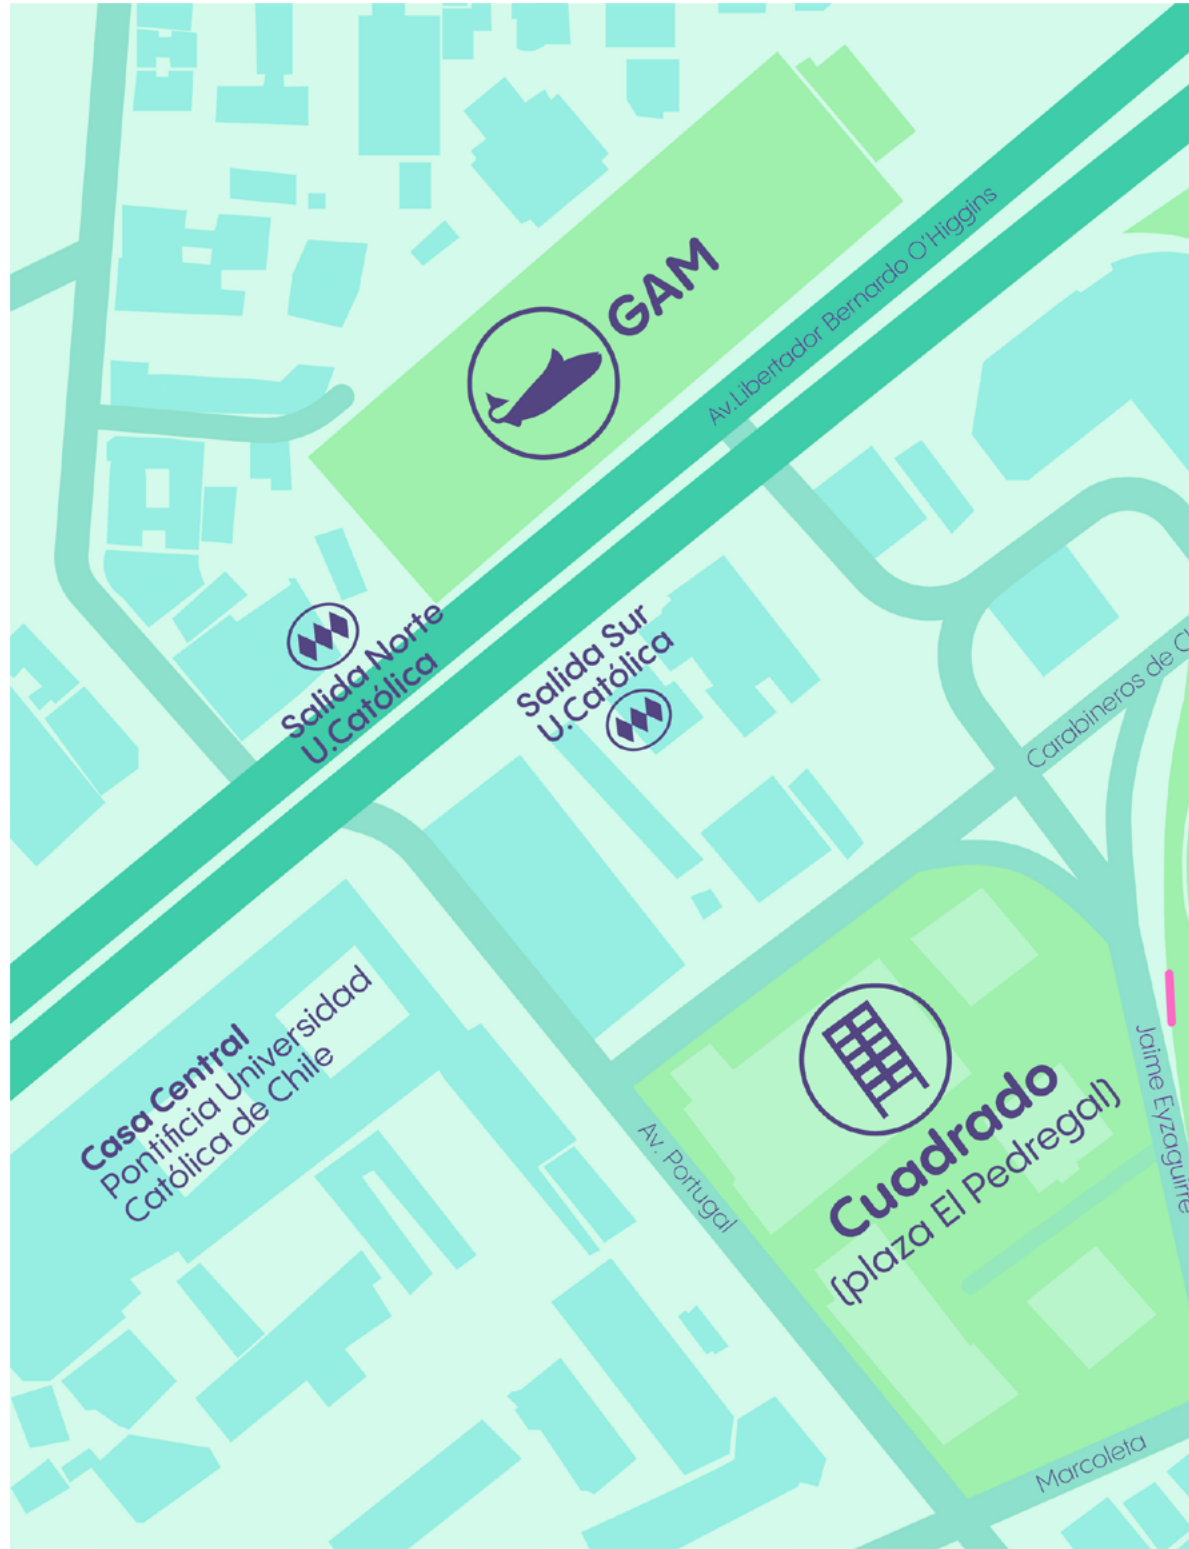 GAM
Av.Libertador Bernardo O'Higgins
Salida Norte
U.Católica
Salida Sur
U.Católica
Carabineros de
Casa Central
Pontificia Universidad
Católica de Chile
Av. Portugal
Cuadrado
(plaza El Pedregal)
Jaime Eyzaguirre
Marcoleta